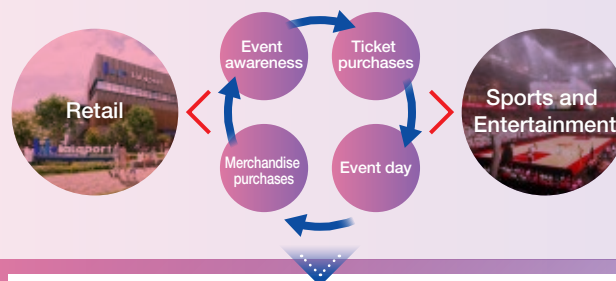 Event
awareness
Ticket
purchases
Retail
Sports and
Entertainment
Merchandise
purchases
Event day